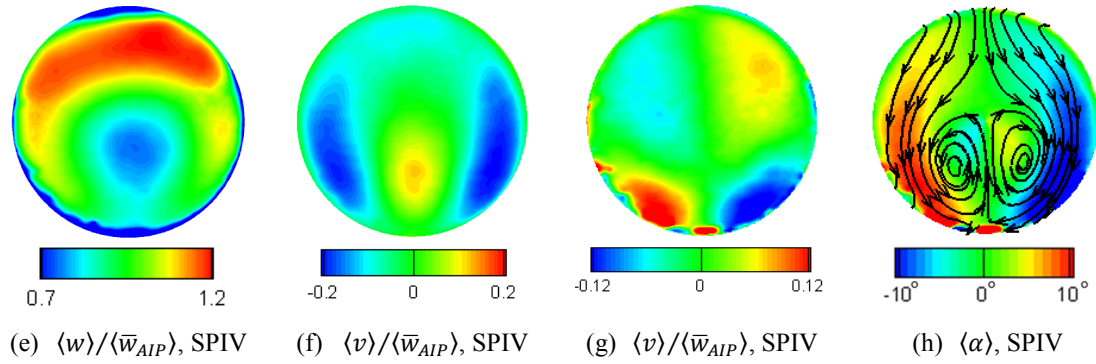 0.7 1.2 -0.2 0 0.2 -0.12 0 0.12 -10° 0° 10°
(e) ⟨w⟩/⟨w̅_AIP⟩, SPIV (f) ⟨v⟩/⟨w̅_AIP⟩, SPIV (g) ⟨v⟩/⟨w̅_AIP⟩, SPIV (h) ⟨α⟩, SPIV